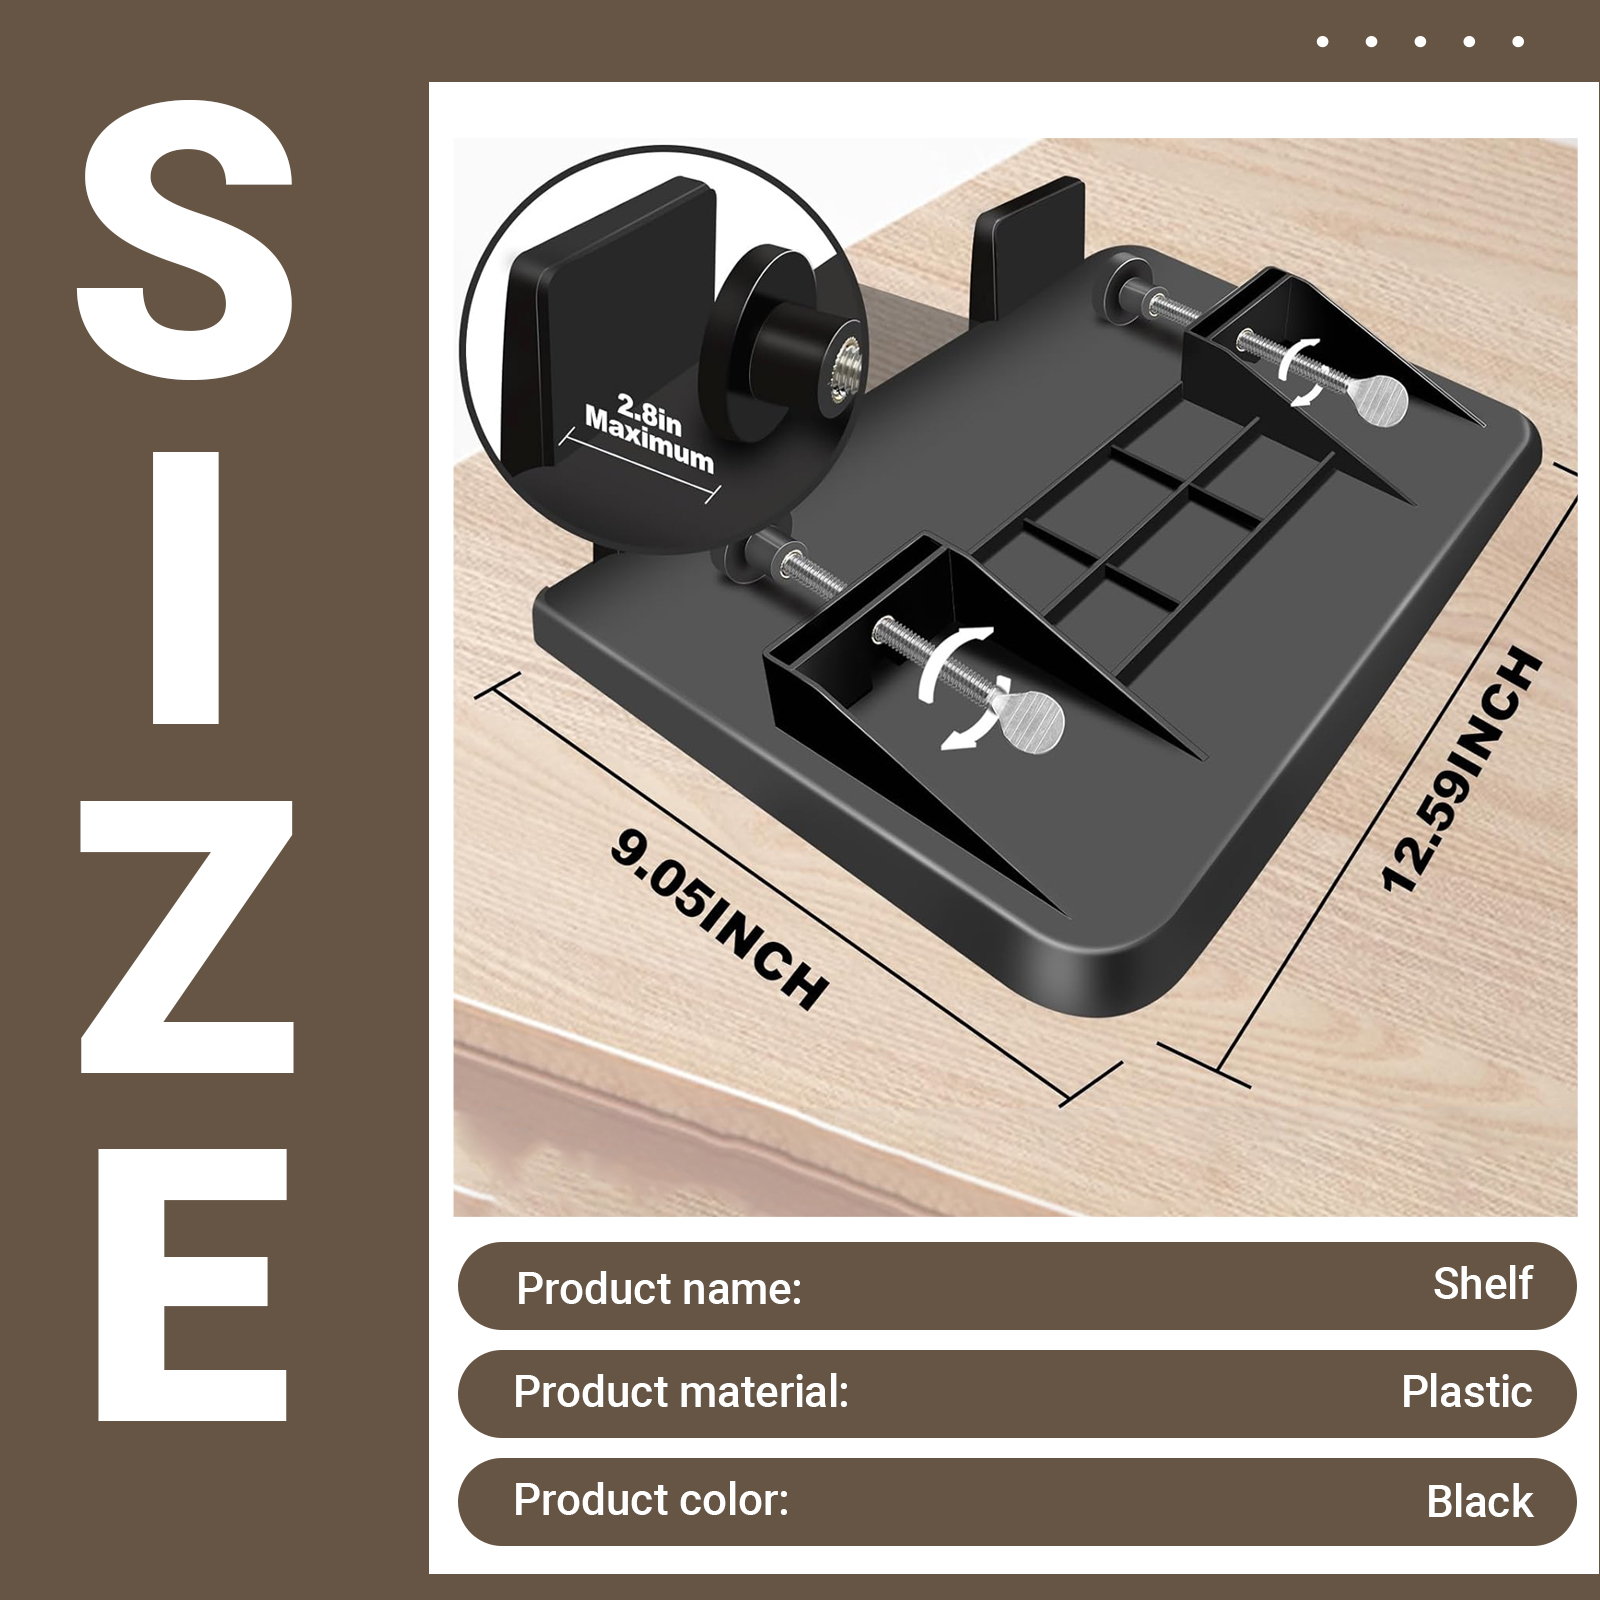 SIZE
2.8in
Maximum
9.05INCH
12.59INCH
Product name: Shelf
Product material: Plastic
Product color: Black